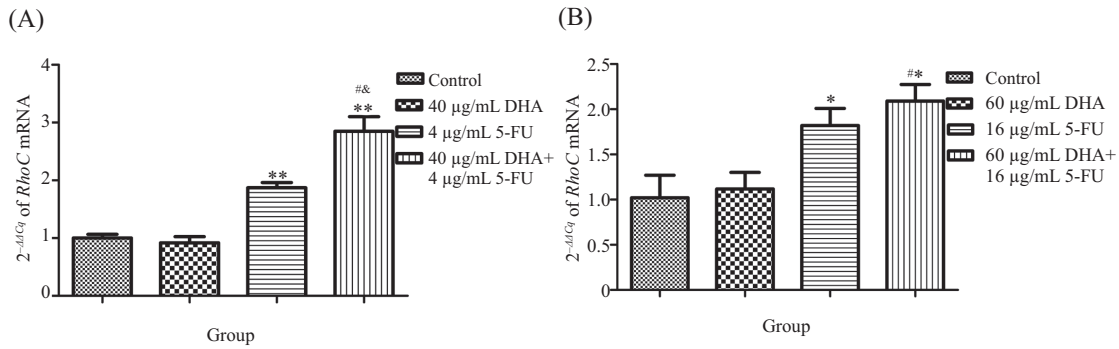 (A)
2^−ΔΔCq of RhoC mRNA
4
3
2
1
0
**
#&
**
Group
Control
40 µg/mL DHA
4 µg/mL 5-FU
40 µg/mL DHA+
4 µg/mL 5-FU
(B)
2^−ΔΔCq of RhoC mRNA
2.5
2.0
1.5
1.0
0.5
0.0
*
#*
Group
Control
60 µg/mL DHA
16 µg/mL 5-FU
60 µg/mL DHA+
16 µg/mL 5-FU